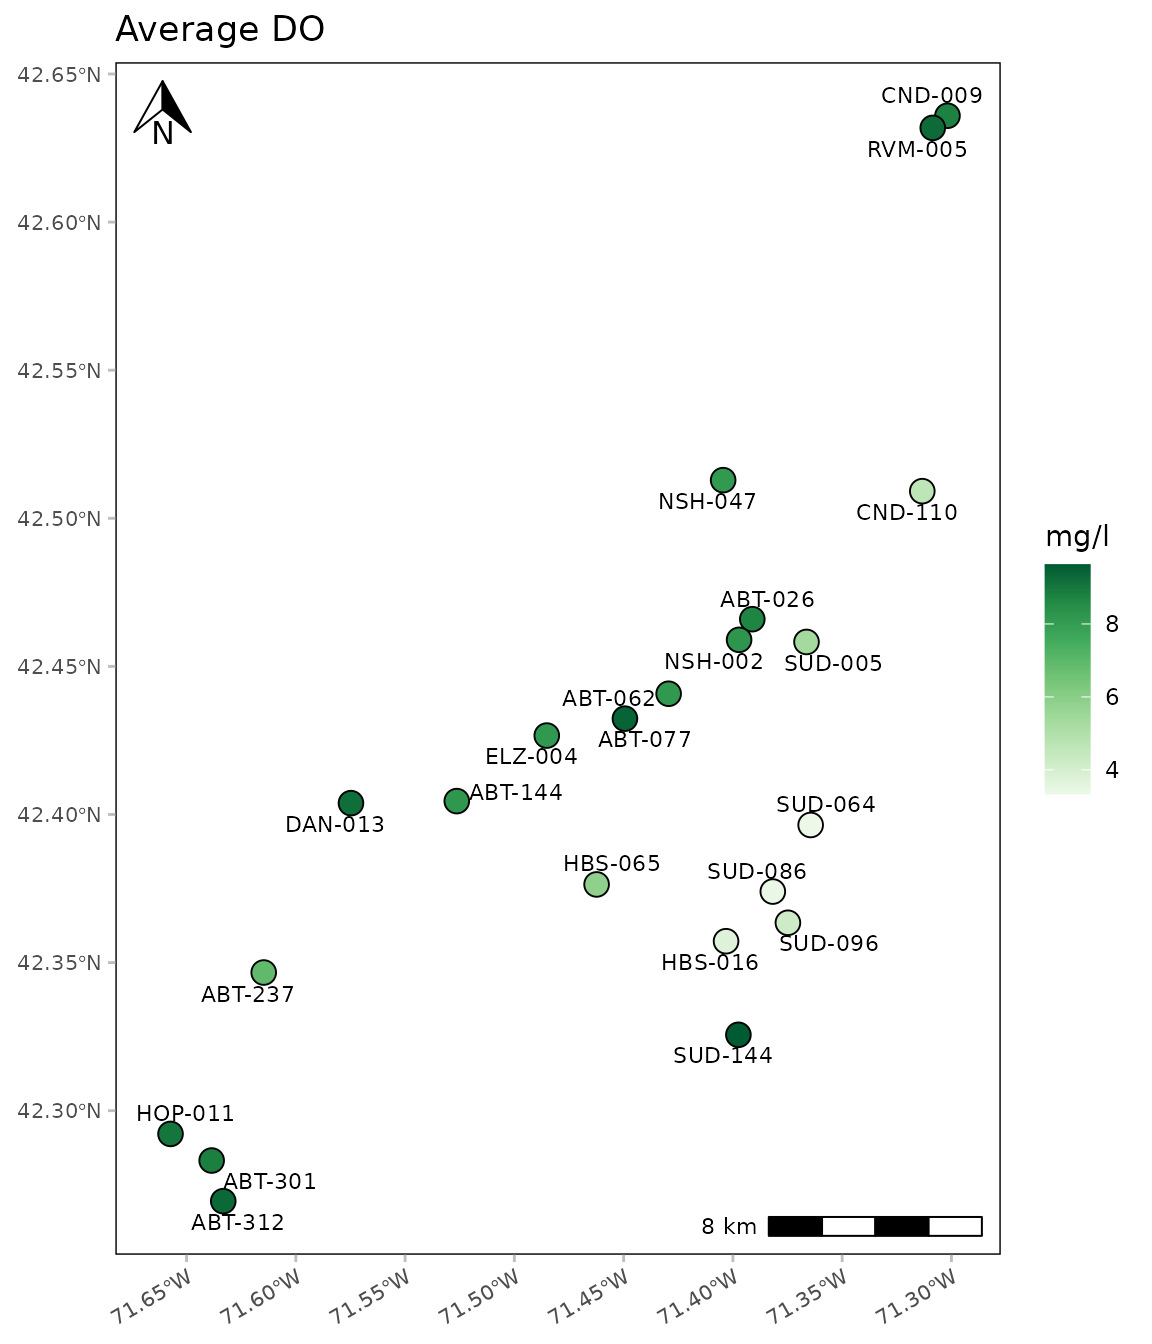 Average DO
42.65°N
42.60°N
42.55°N
42.50°N
42.45°N
42.40°N
42.35°N
42.30°N
N
CND-009
RVM-005
NSH-047
CND-110
ABT-026
NSH-002
SUD-005
ABT-062
ABT-077
ELZ-004
ABT-144
DAN-013
SUD-064
HBS-065
SUD-086
SUD-096
HBS-016
ABT-237
SUD-144
HOP-011
ABT-301
ABT-312
8 km
71.65°W
71.60°W
71.55°W
71.50°W
71.45°W
71.40°W
71.35°W
71.30°W
mg/l
8
6
4